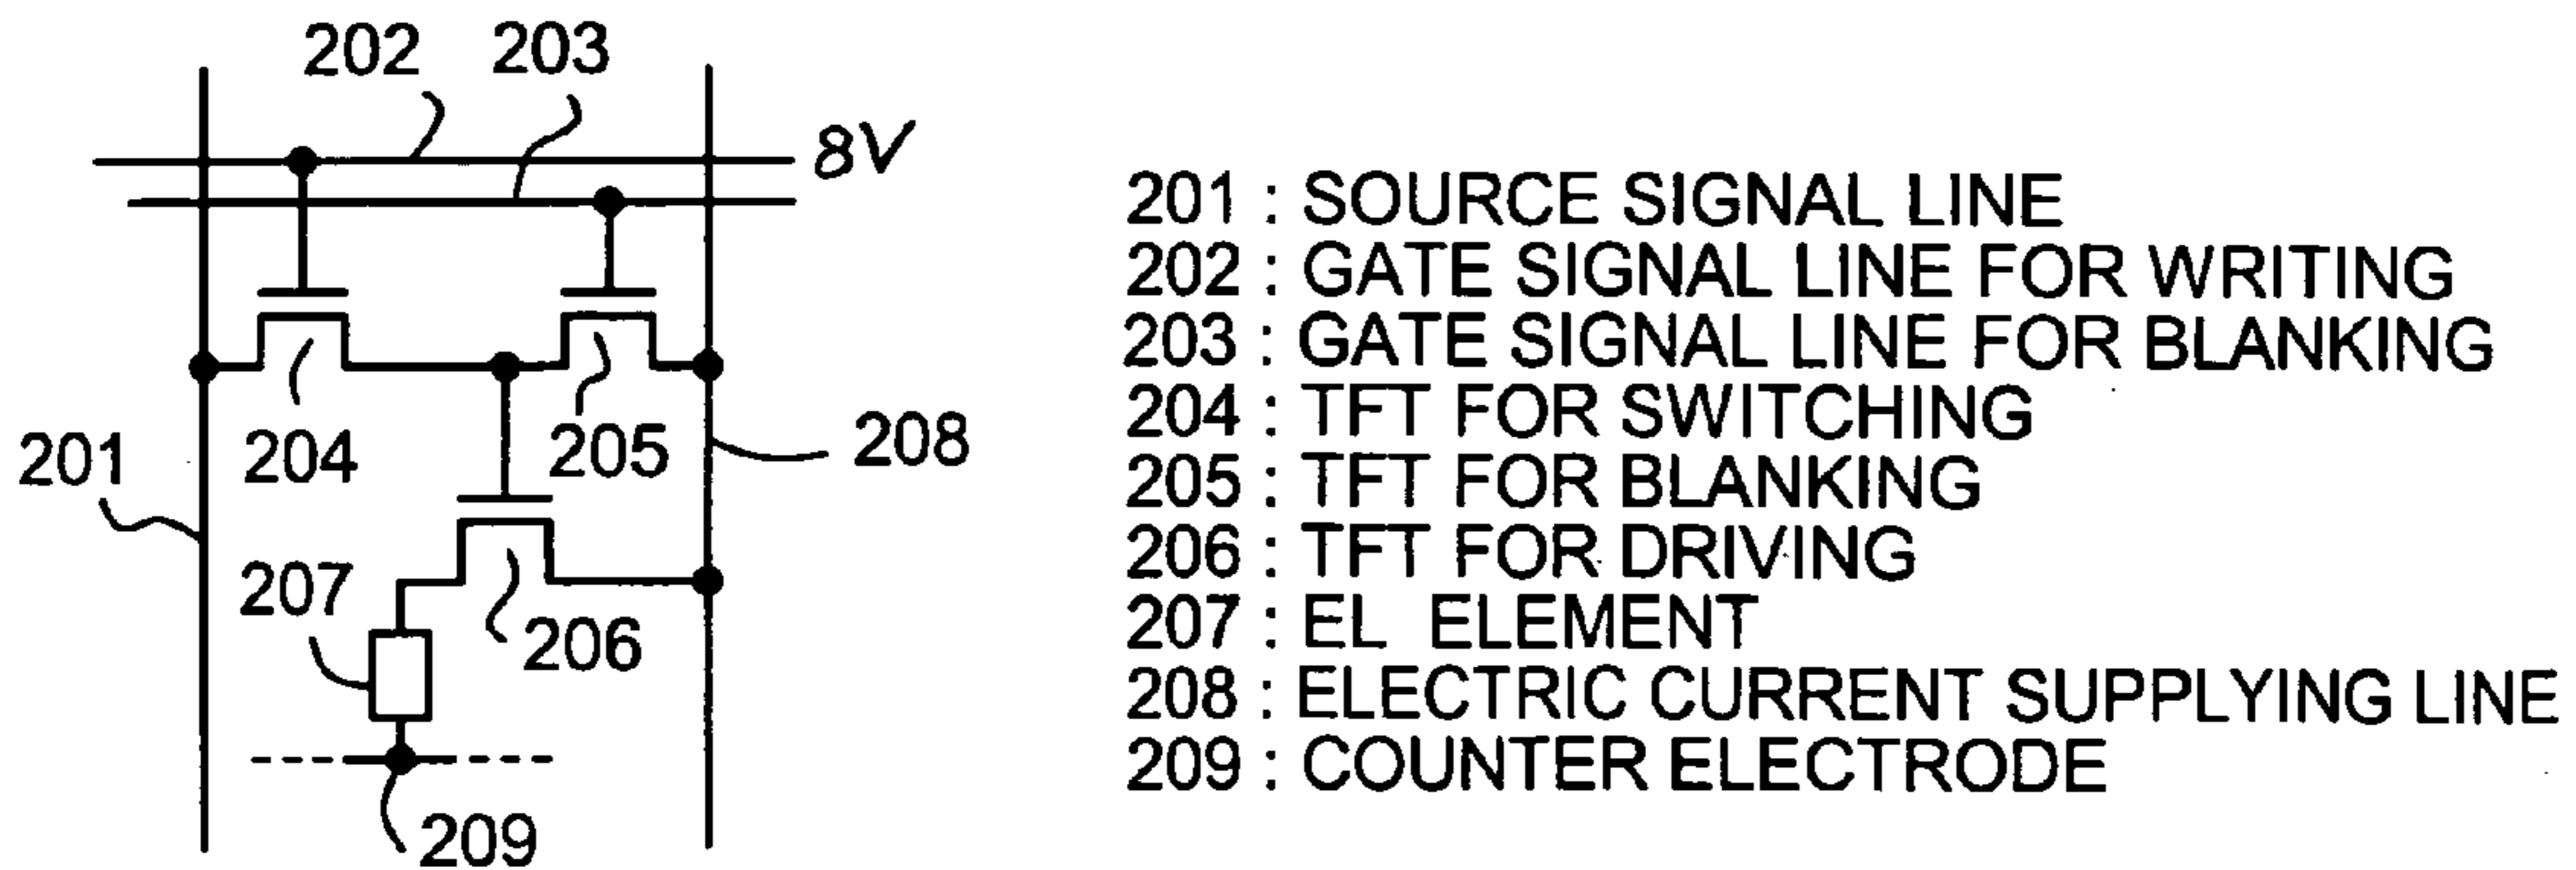 202 203
8V
201 204 205 208
207 206
209
201 : SOURCE SIGNAL LINE
202 : GATE SIGNAL LINE FOR WRITING
203 : GATE SIGNAL LINE FOR BLANKING
204 : TFT FOR SWITCHING
205 : TFT FOR BLANKING
206 : TFT FOR DRIVING
207 : EL ELEMENT
208 : ELECTRIC CURRENT SUPPLYING LINE
209 : COUNTER ELECTRODE